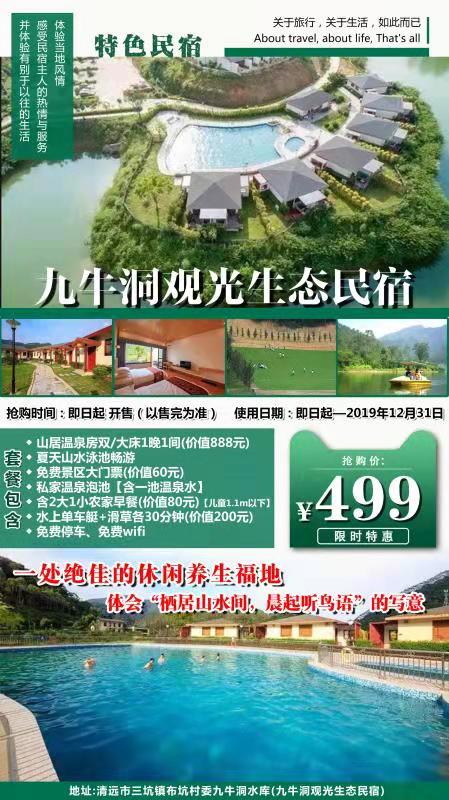 体验当地风情
感受民宿主人的热情与服务
并体验有别于以往的生活
特色民宿
关于旅行，关于生活，如此而已
About travel, about life, That's all
九牛洞观光生态民宿
抢购时间：即日起 开售（以售完为准） 使用日期：即日起—2019年12月31日
套餐包含
山居温泉房双/大床1晚1间(价值888元)
夏天山水泳池畅游
免费景区大门票(价值60元)
私家温泉泡池【含一池温泉水】
含2大1小农家早餐(价值80元)【儿童1.1m以下】
水上单车艇+滑草各30分钟(价值200元)
免费停车、免费wifi
抢购价:
¥499
限时特惠
一处绝佳的休闲养生福地
体会“栖居山水间，晨起听鸟语”的写意
地址:清远市三坑镇布坑村委九牛洞水库(九牛洞观光生态民宿)